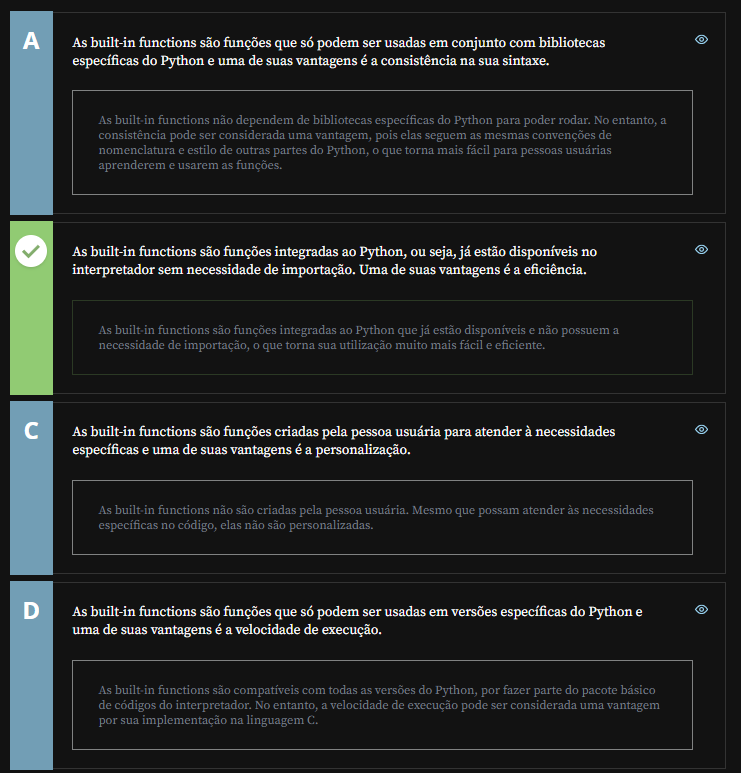 A
As built-in functions são funções que só podem ser usadas em conjunto com bibliotecas
específicas do Python e uma de suas vantagens é a consistência na sua sintaxe.
As built-in functions não dependem de bibliotecas específicas do Python para poder rodar. No entanto, a
consistência pode ser considerada uma vantagem, pois elas seguem as mesmas convenções de
nomenclatura e estilo de outras partes do Python, o que torna mais fácil para pessoas usuárias
aprenderem e usarem as funções.
As built-in functions são funções integradas ao Python, ou seja, já estão disponíveis no
interpretador sem necessidade de importação. Uma de suas vantagens é a eficiência.
As built-in functions são funções integradas ao Python que já estão disponíveis e não possuem a
necessidade de importação, o que torna sua utilização muito mais fácil e eficiente.
C
As built-in functions são funções criadas pela pessoa usuária para atender à necessidades
específicas e uma de suas vantagens é a personalização.
As built-in functions não são criadas pela pessoa usuária. Mesmo que possam atender às necessidades
específicas no código, elas não são personalizadas.
D
As built-in functions são funções que só podem ser usadas em versões específicas do Python e
uma de suas vantagens é a velocidade de execução.
As built-in functions são compatíveis com todas as versões do Python, por fazer parte do pacote básico
de códigos do interpretador. No entanto, a velocidade de execução pode ser considerada uma vantagem
por sua implementação na linguagem C.